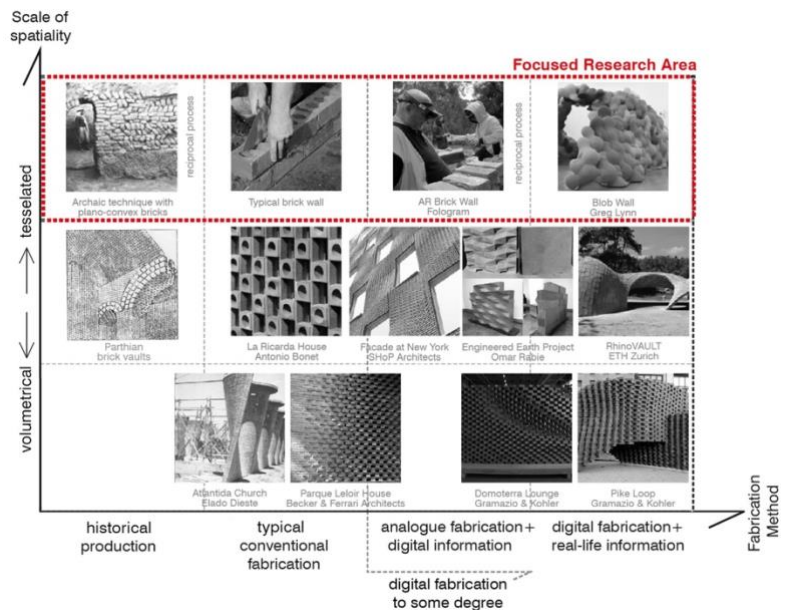 Scale of
spatiality
Focused Research Area
tesselated
volumetrical
reciprocal process
reciprocal process
Archaic technique with
plano-convex bricks
Typical brick wall
AR Brick Wall
Fologram
Blob Wall
Greg Lynn
Parthian
brick vaults
La Ricarda House
Antonio Bonet
Facade at New York
SHoP Architects
Engineered Earth Project
Omar Rabie
RhinoVAULT
ETH Zurich
Atlantida Church
Elado Dieste
Parque Leloir House
Becker & Ferrari Architects
Domoterra Lounge
Gramazio & Kohler
Pike Loop
Gramazio & Kohler
historical
production
typical
conventional
fabrication
analogue fabrication+
digital information
digital fabrication+
real-life information
digital fabrication
to some degree
Fabrication
Method